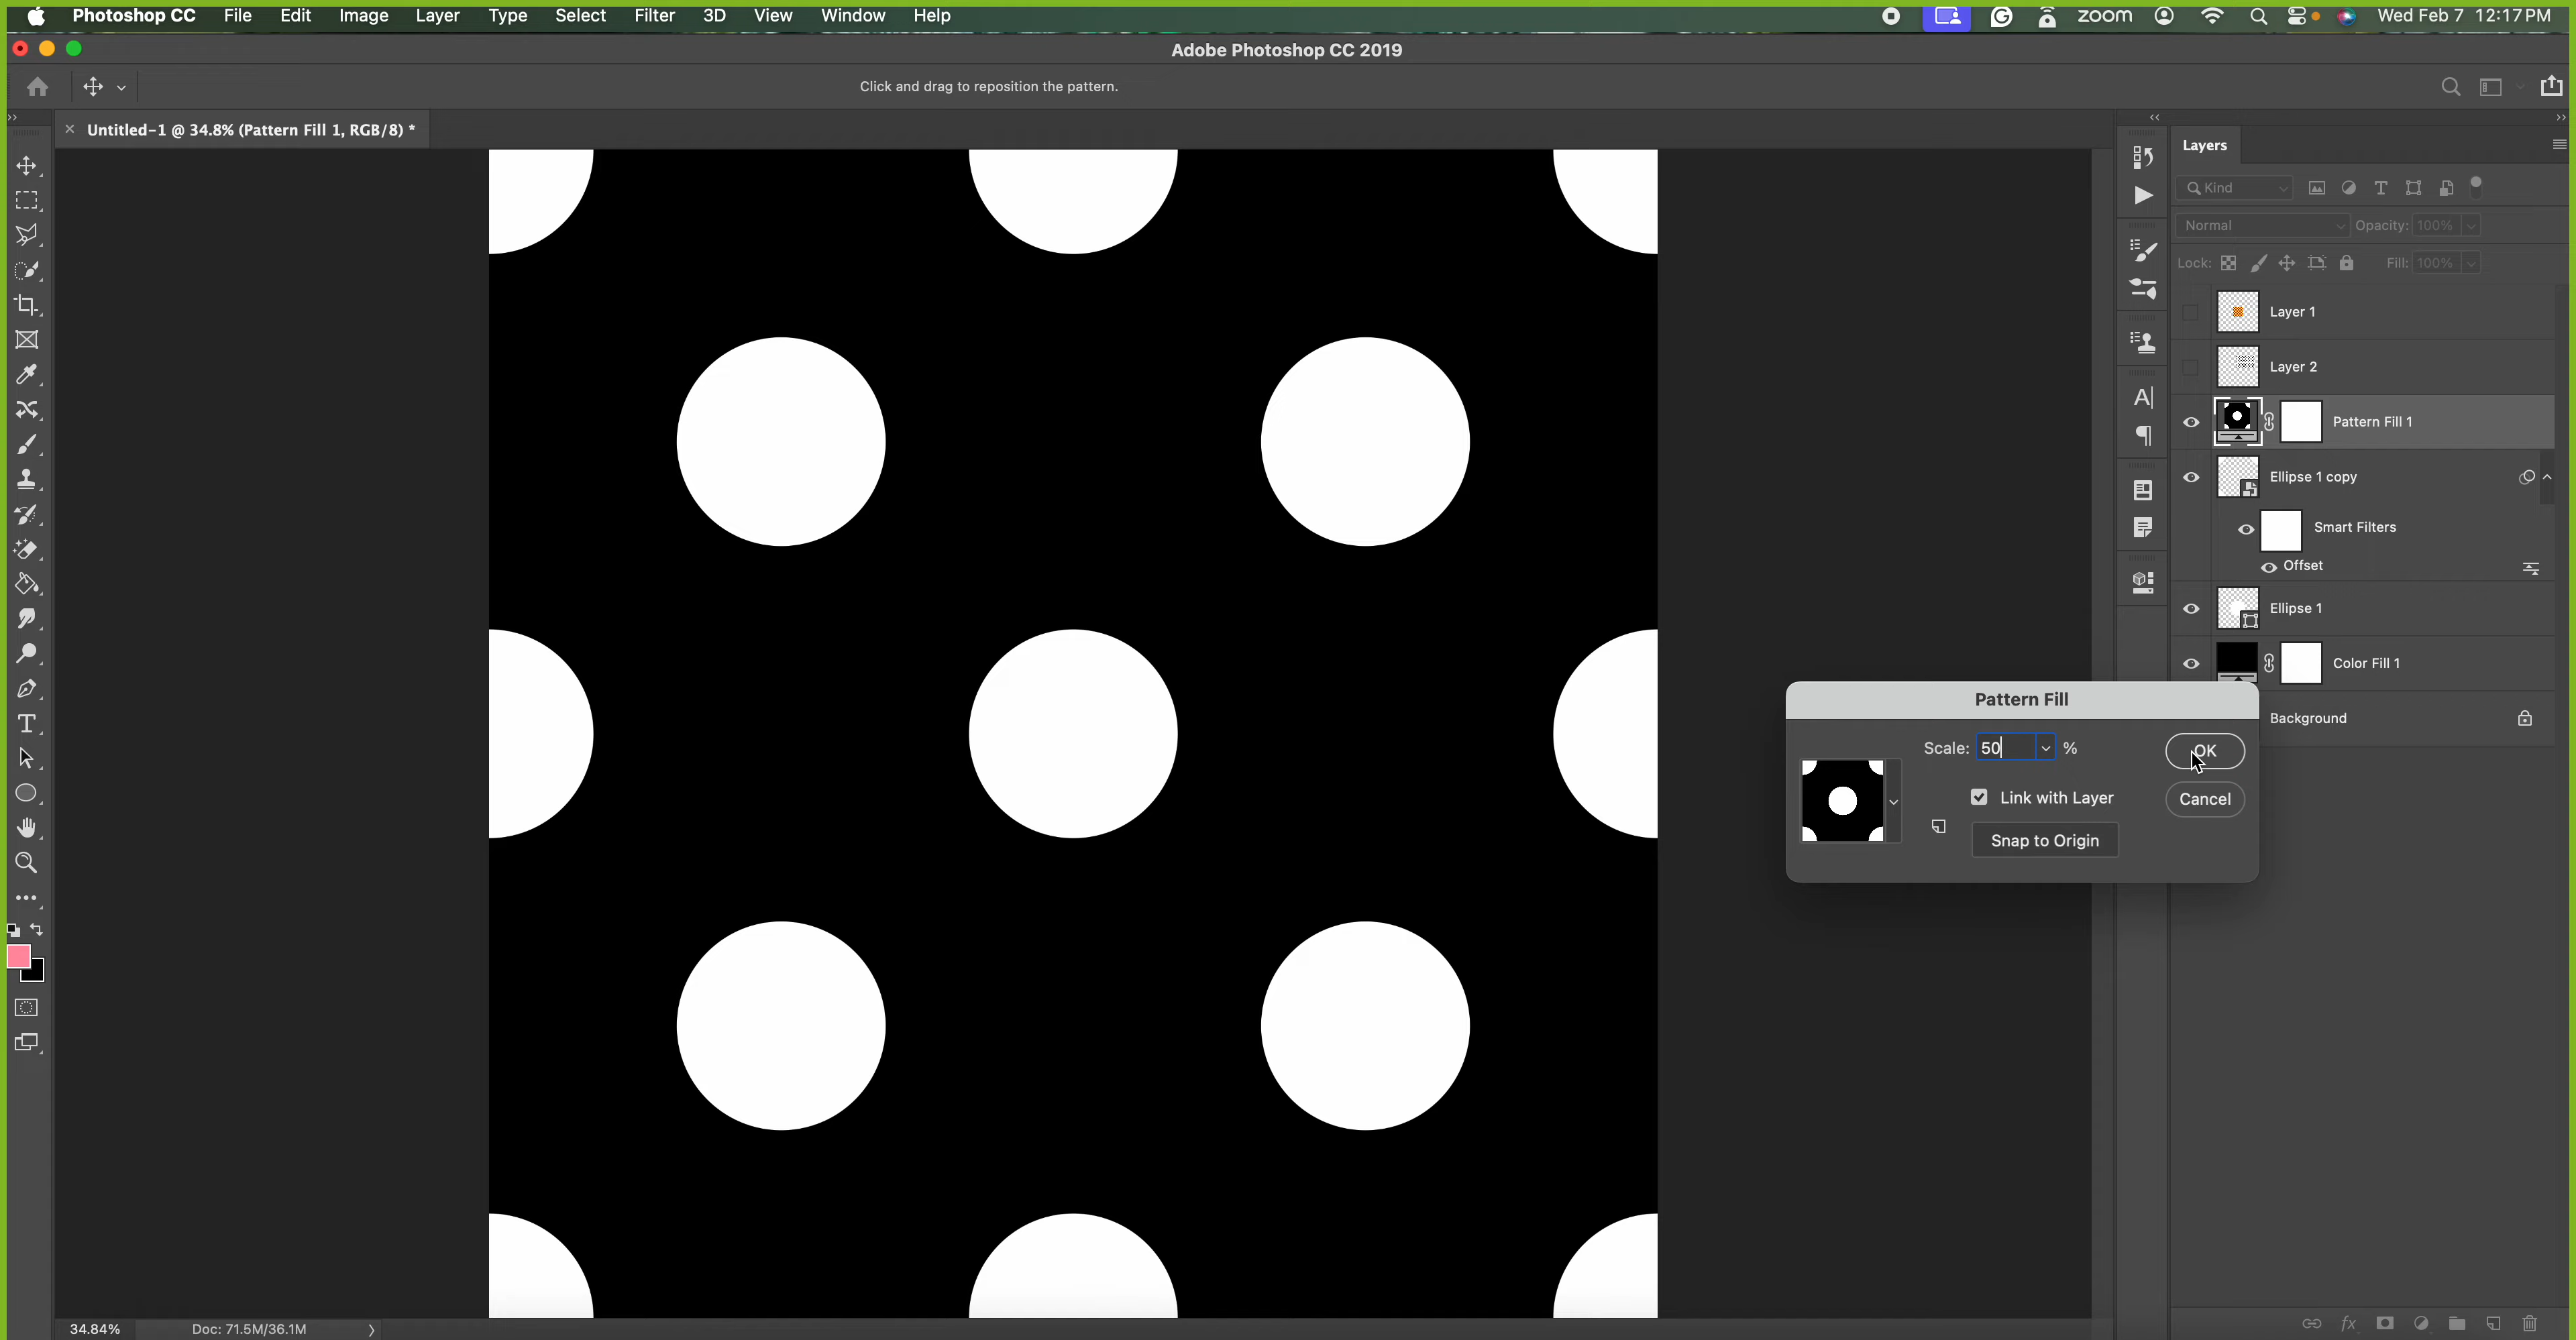 Photoshop CC File Edit Image Layer Type Select Filter 3D View Window Help zoom Wed Feb 7 12:17 PM
Adobe Photoshop CC 2019
Click and drag to reposition the pattern.
Untitled-1 @ 34.8% (Pattern Fill 1, RGB/8) *
Layers
Kind
Normal Opacity: 100%
Lock: Fill: 100%
Layer 1
Layer 2
Pattern Fill 1
Ellipse 1 copy
Smart Filters
Offset
Ellipse 1
Color Fill 1
Background
Pattern Fill
Scale: 50 %
OK
Link with Layer
Cancel
Snap to Origin
34.84% Doc: 71.5M/36.1M